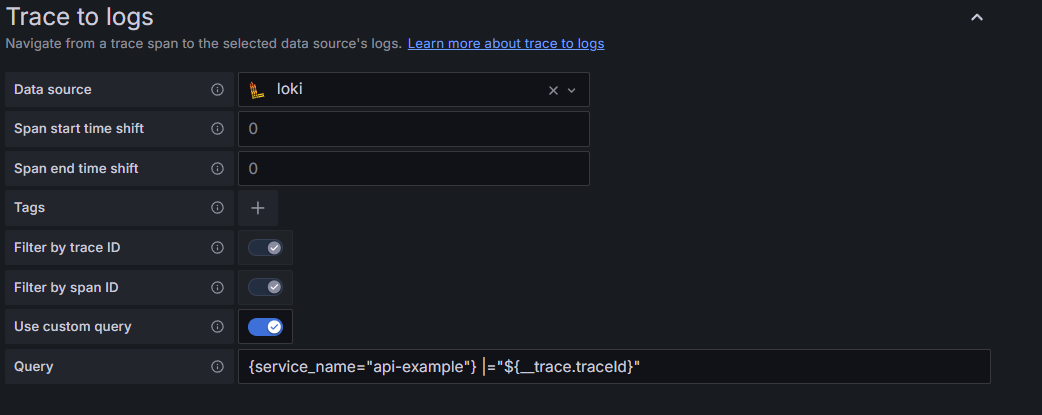 Trace to logs
Navigate from a trace span to the selected data source's logs. Learn more about trace to logs
Data source loki
Span start time shift 0
Span end time shift 0
Tags
Filter by trace ID
Filter by span ID
Use custom query
Query {service_name="api-example"} |="${__trace.traceId}"